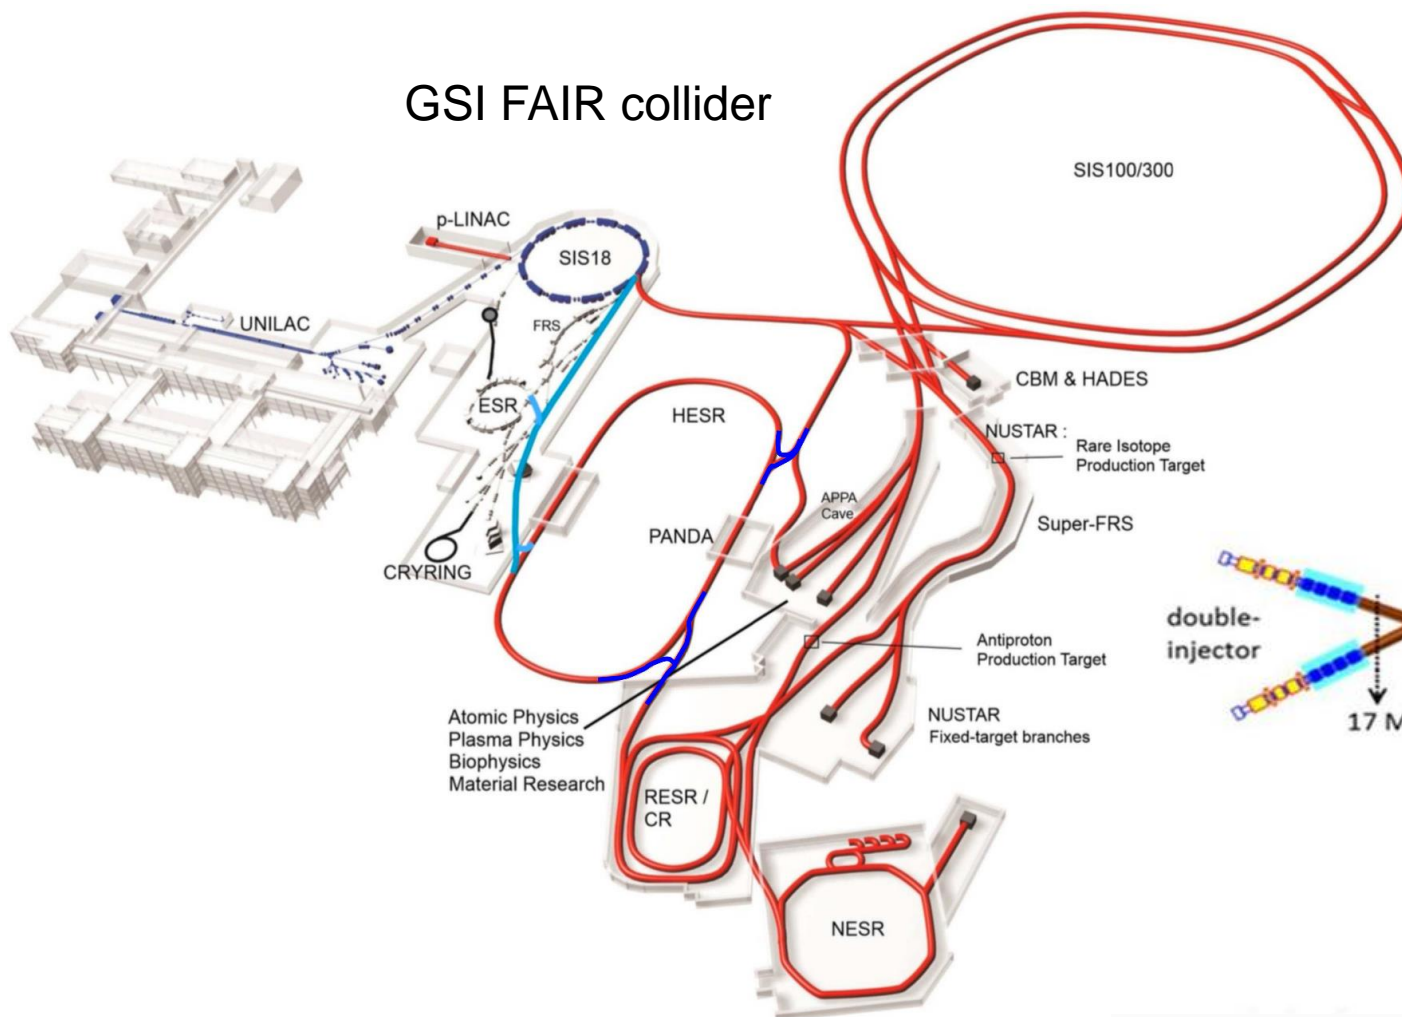 GSI FAIR collider
SIS100/300
p-LINAC
SIS18
UNILAC
FRS
CBM & HADES
ESR
HESR
NUSTAR :
Rare Isotope
Production Target
APPA
Cave
Super-FRS
PANDA
CRYRING
double-
injector
Antiproton
Production Target
17 M
Atomic Physics
Plasma Physics
Biophysics
Material Research
NUSTAR
Fixed-target branches
RESR /
CR
NESR